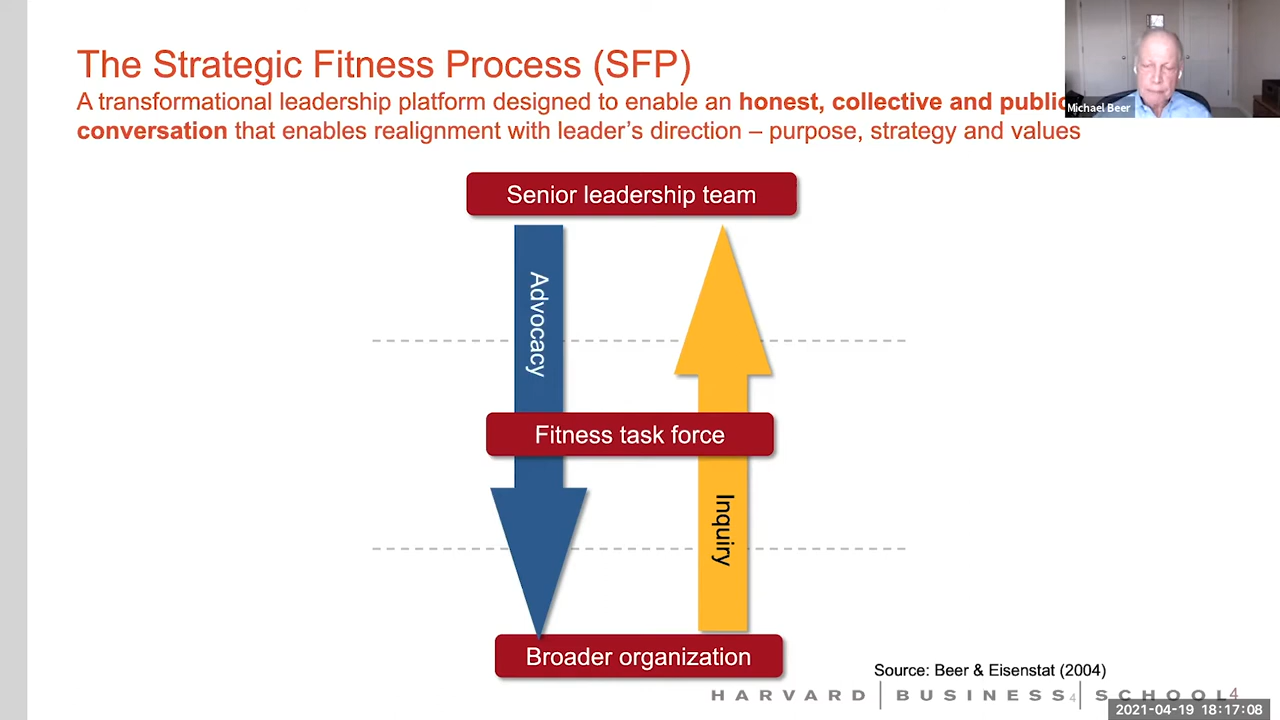 The Strategic Fitness Process (SFP)
A transformational leadership platform designed to enable an honest, collective and public
conversation that enables realignment with leader's direction – purpose, strategy and values
Michael Beer
Senior leadership team
Advocacy
Fitness task force
Inquiry
Broader organization
Source: Beer & Eisenstat (2004)
HARVARD | BUSINESS 4 | SCHOOL 4
2021-04-19 18:17:08